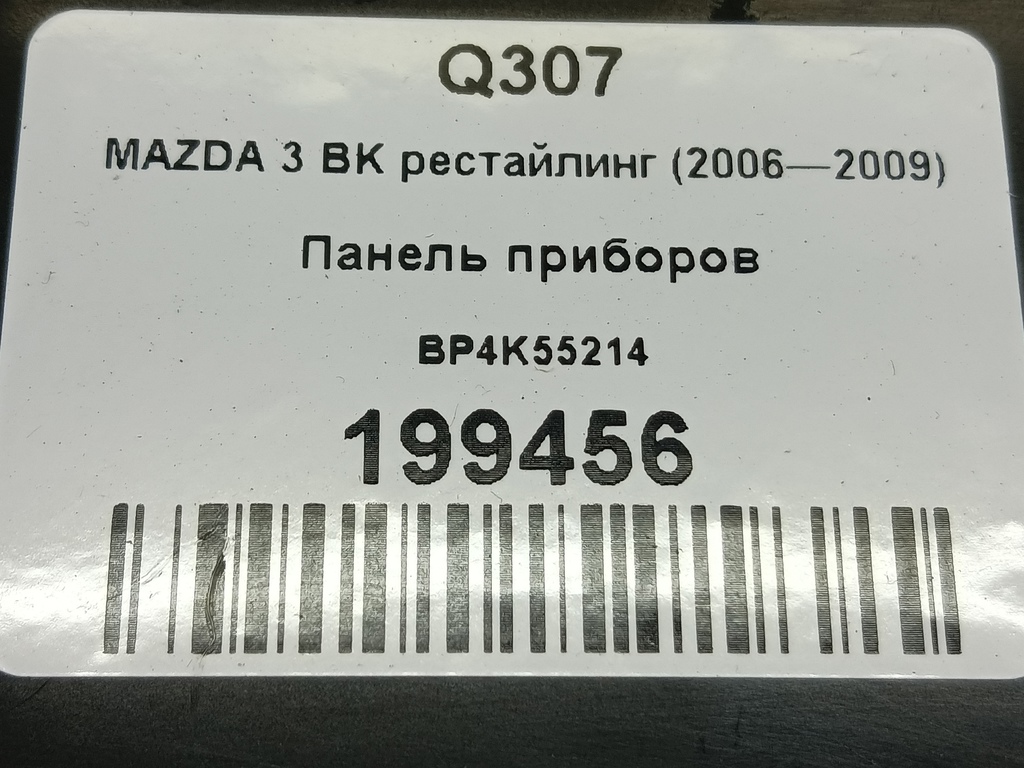 Q307
MAZDA 3 BK рестайлинг (2006—2009)
Панель приборов
BP4K55214
199456